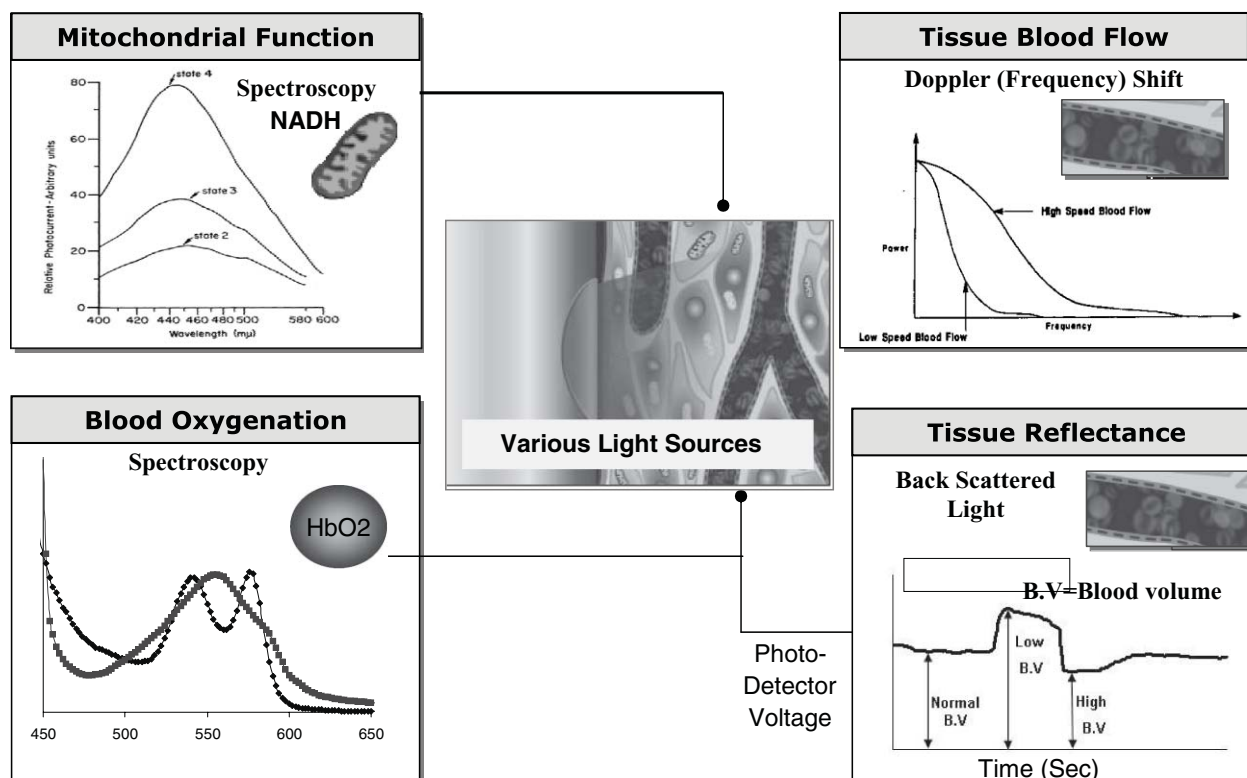 Mitochondrial Function
Spectroscopy
NADH
state 4
state 3
state 2
80
60
40
20
0
Relative Photocurrent-Arbitrary units
400 420 440 460 480 500 580 600
Wavelength (mµ)
Tissue Blood Flow
Doppler (Frequency) Shift
High Speed Blood Flow
Power
Low Speed Blood Flow
Frequency
Various Light Sources
Blood Oxygenation
Spectroscopy
HbO2
450 500 550 600 650
Tissue Reflectance
Back Scattered
Light
B.V=Blood volume
Photo-
Detector
Voltage
Low
B.V
Normal
B.V
High
B.V
Time (Sec)